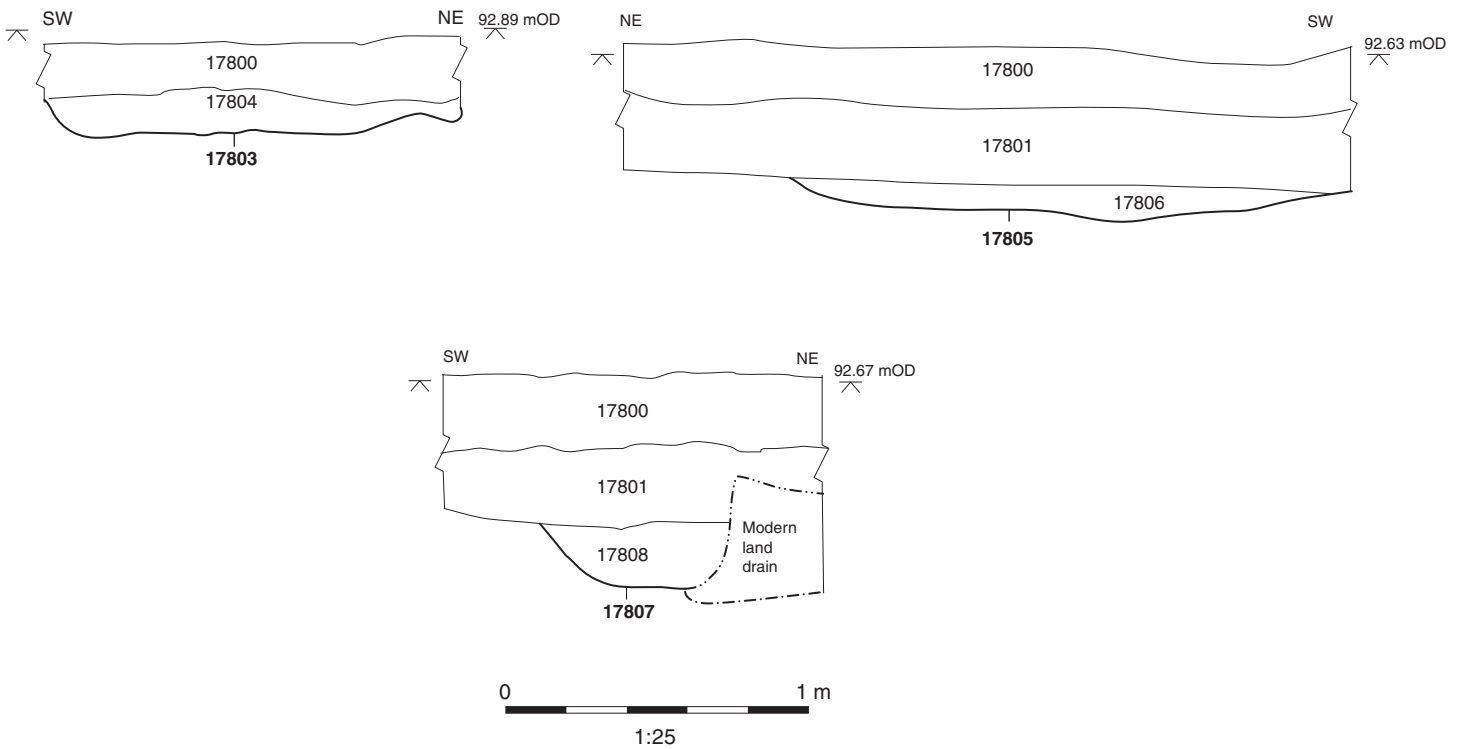 SW NE 92.89 mOD
17800
17804
17803
NE SW
92.63 mOD
17800
17801
17806
17805
SW NE
92.67 mOD
17800
17801
Modern
land
drain
17808
17807
0 1 m
1:25